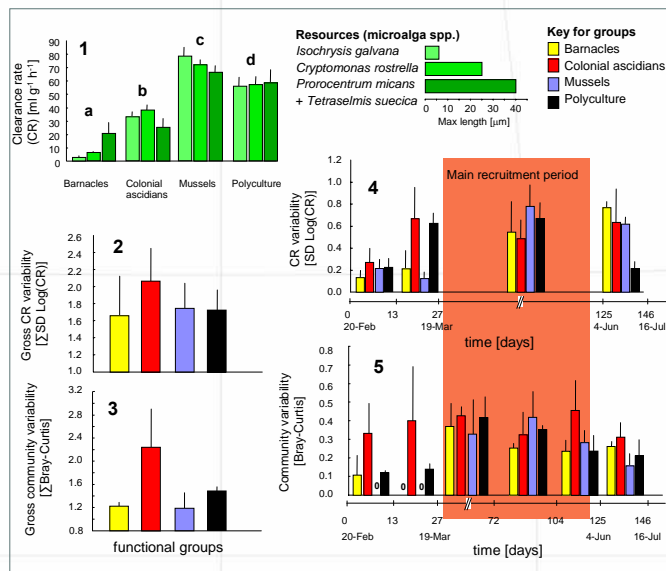 1
Clearance rate
(CR) [ml g⁻¹ h⁻¹]
90
80
70
60
50
40
30
20
10
0
a
b
c
d
Barnacles
Colonial
ascidians
Mussels
Polyculture
Resources (microalga spp.)
Isochrysis galvana
Cryptomonas rostrella
Prorocentrum micans
+ Tetraselmis suecica
0 10 20 30 40
Max length [µm]
Key for groups
Barnacles
Colonial ascidians
Mussels
Polyculture
2
Gross CR variability
[∑SD Log(CR)]
2.6
2.4
2.2
2.0
1.8
1.6
1.4
1.2
1.0
3
Gross community variability
[∑Bray-Curtis]
3.2
2.8
2.4
2.0
1.6
1.2
0.8
functional groups
4
Main recruitment period
CR variability
[SD Log(CR)]
1.2
1.0
0.8
0.6
0.4
0.2
0.0
0 13 27 125 146
20-Feb 19-Mar 4-Jun 16-Jul
time [days]
5
Community variability
[Bray-Curtis]
0.8
0.6
0.4
0.3
0.2
0.1
0.0
0 0 0
0 13 27 72 104 125 146
20-Feb 19-Mar 4-Jun 16-Jul
time [days]